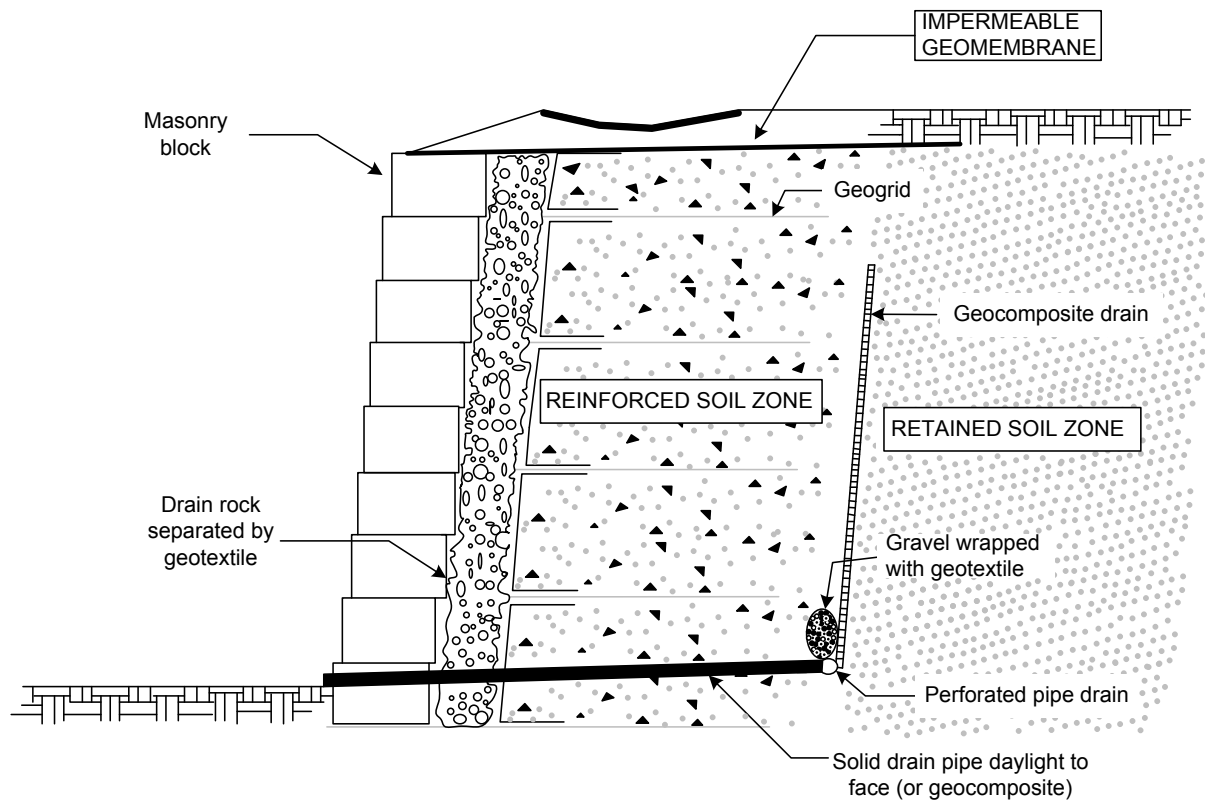 IMPERMEABLE
GEOMEMBRANE
Masonry
block
Geogrid
Geocomposite drain
REINFORCED SOIL ZONE
RETAINED SOIL ZONE
Drain rock
separated by
geotextile
Gravel wrapped
with geotextile
Perforated pipe drain
Solid drain pipe daylight to
face (or geocomposite)